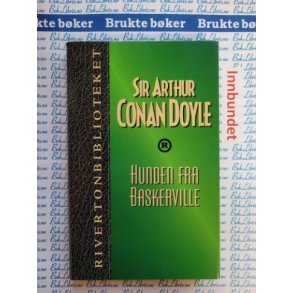 Brukte bøker Brukte bøker
Innbundet
RIVERTONBIBLIOTEKET
SIR ARTHUR
CONAN DOYLE
R
HUNDEN FRA
BASKERVILLE